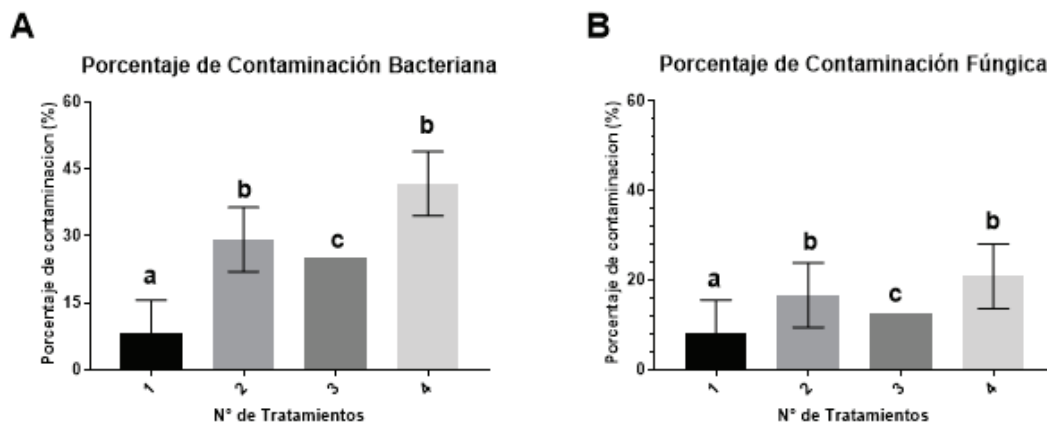 A
Porcentaje de Contaminación Bacteriana
Porcentaje de contaminacion (%)
60
45
30
15
0
a
b
c
b
1
2
3
4
N° de Tratamientos
B
Porcentaje de Contaminación Fúngica
Porcentaje de contaminacion (%)
60
40
20
0
a
b
c
b
1
2
3
4
N° de Tratamientos